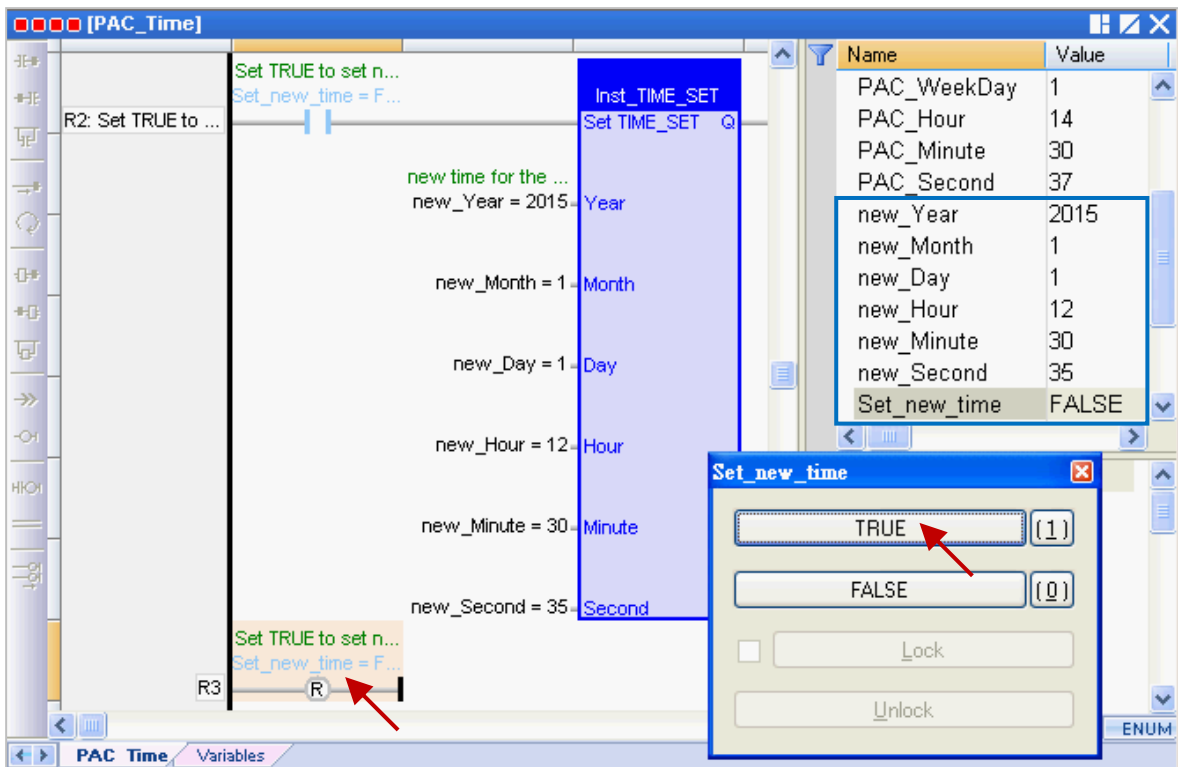 [PAC_Time]
Set TRUE to set n...
Set_new_time = F...
R2: Set TRUE to ...
Inst_TIME_SET
Set TIME_SET Q
new time for the ...
new_Year = 2015
Year
new_Month = 1
Month
new_Day = 1
Day
new_Hour = 12
Hour
new_Minute = 30
Minute
new_Second = 35
Second
Set TRUE to set n...
Set_new_time = F...
R3
R
PAC_Time
Variables
Name Value
PAC_WeekDay 1
PAC_Hour 14
PAC_Minute 30
PAC_Second 37
new_Year 2015
new_Month 1
new_Day 1
new_Hour 12
new_Minute 30
new_Second 35
Set_new_time FALSE
Set_new_time
TRUE (1)
FALSE (0)
Lock
Unlock
ENUM